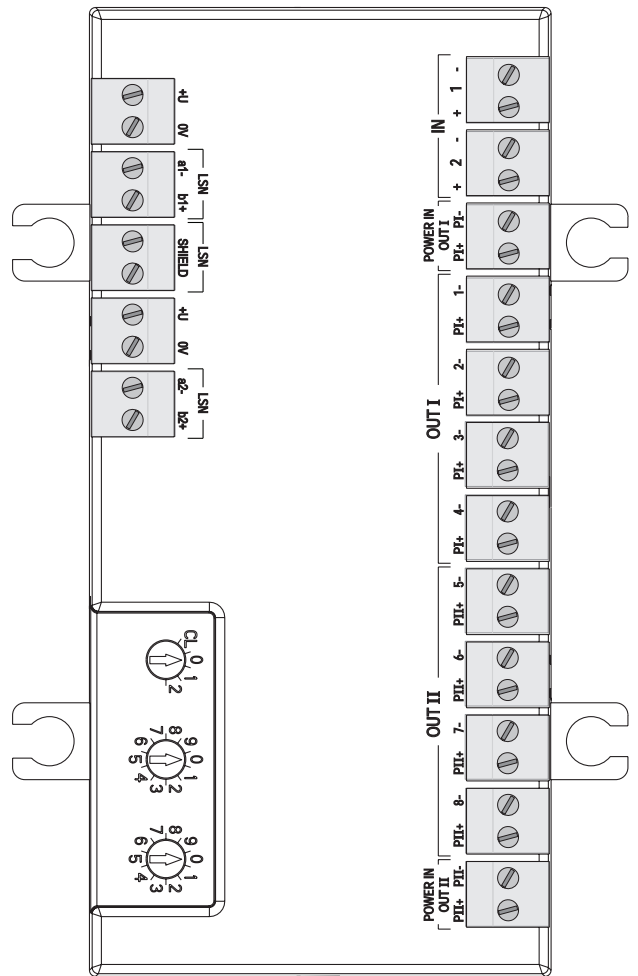 +U
0V
a1-
b1+
LSN
SHIELD
LSN
+U
0V
a2-
b2+
LSN
CL
0
1
2
0
1
2
3
4
5
6
7
8
9
0
1
2
3
4
5
6
7
8
9
-
1
+
-
2
+
IN
PI-
PI+
POWER IN
OUT I
1-
PI+
2-
PI+
3-
PI+
4-
PI+
OUT I
5-
PII+
6-
PII+
7-
PII+
8-
PII+
OUT II
PII-
PII+
POWER IN
OUT II